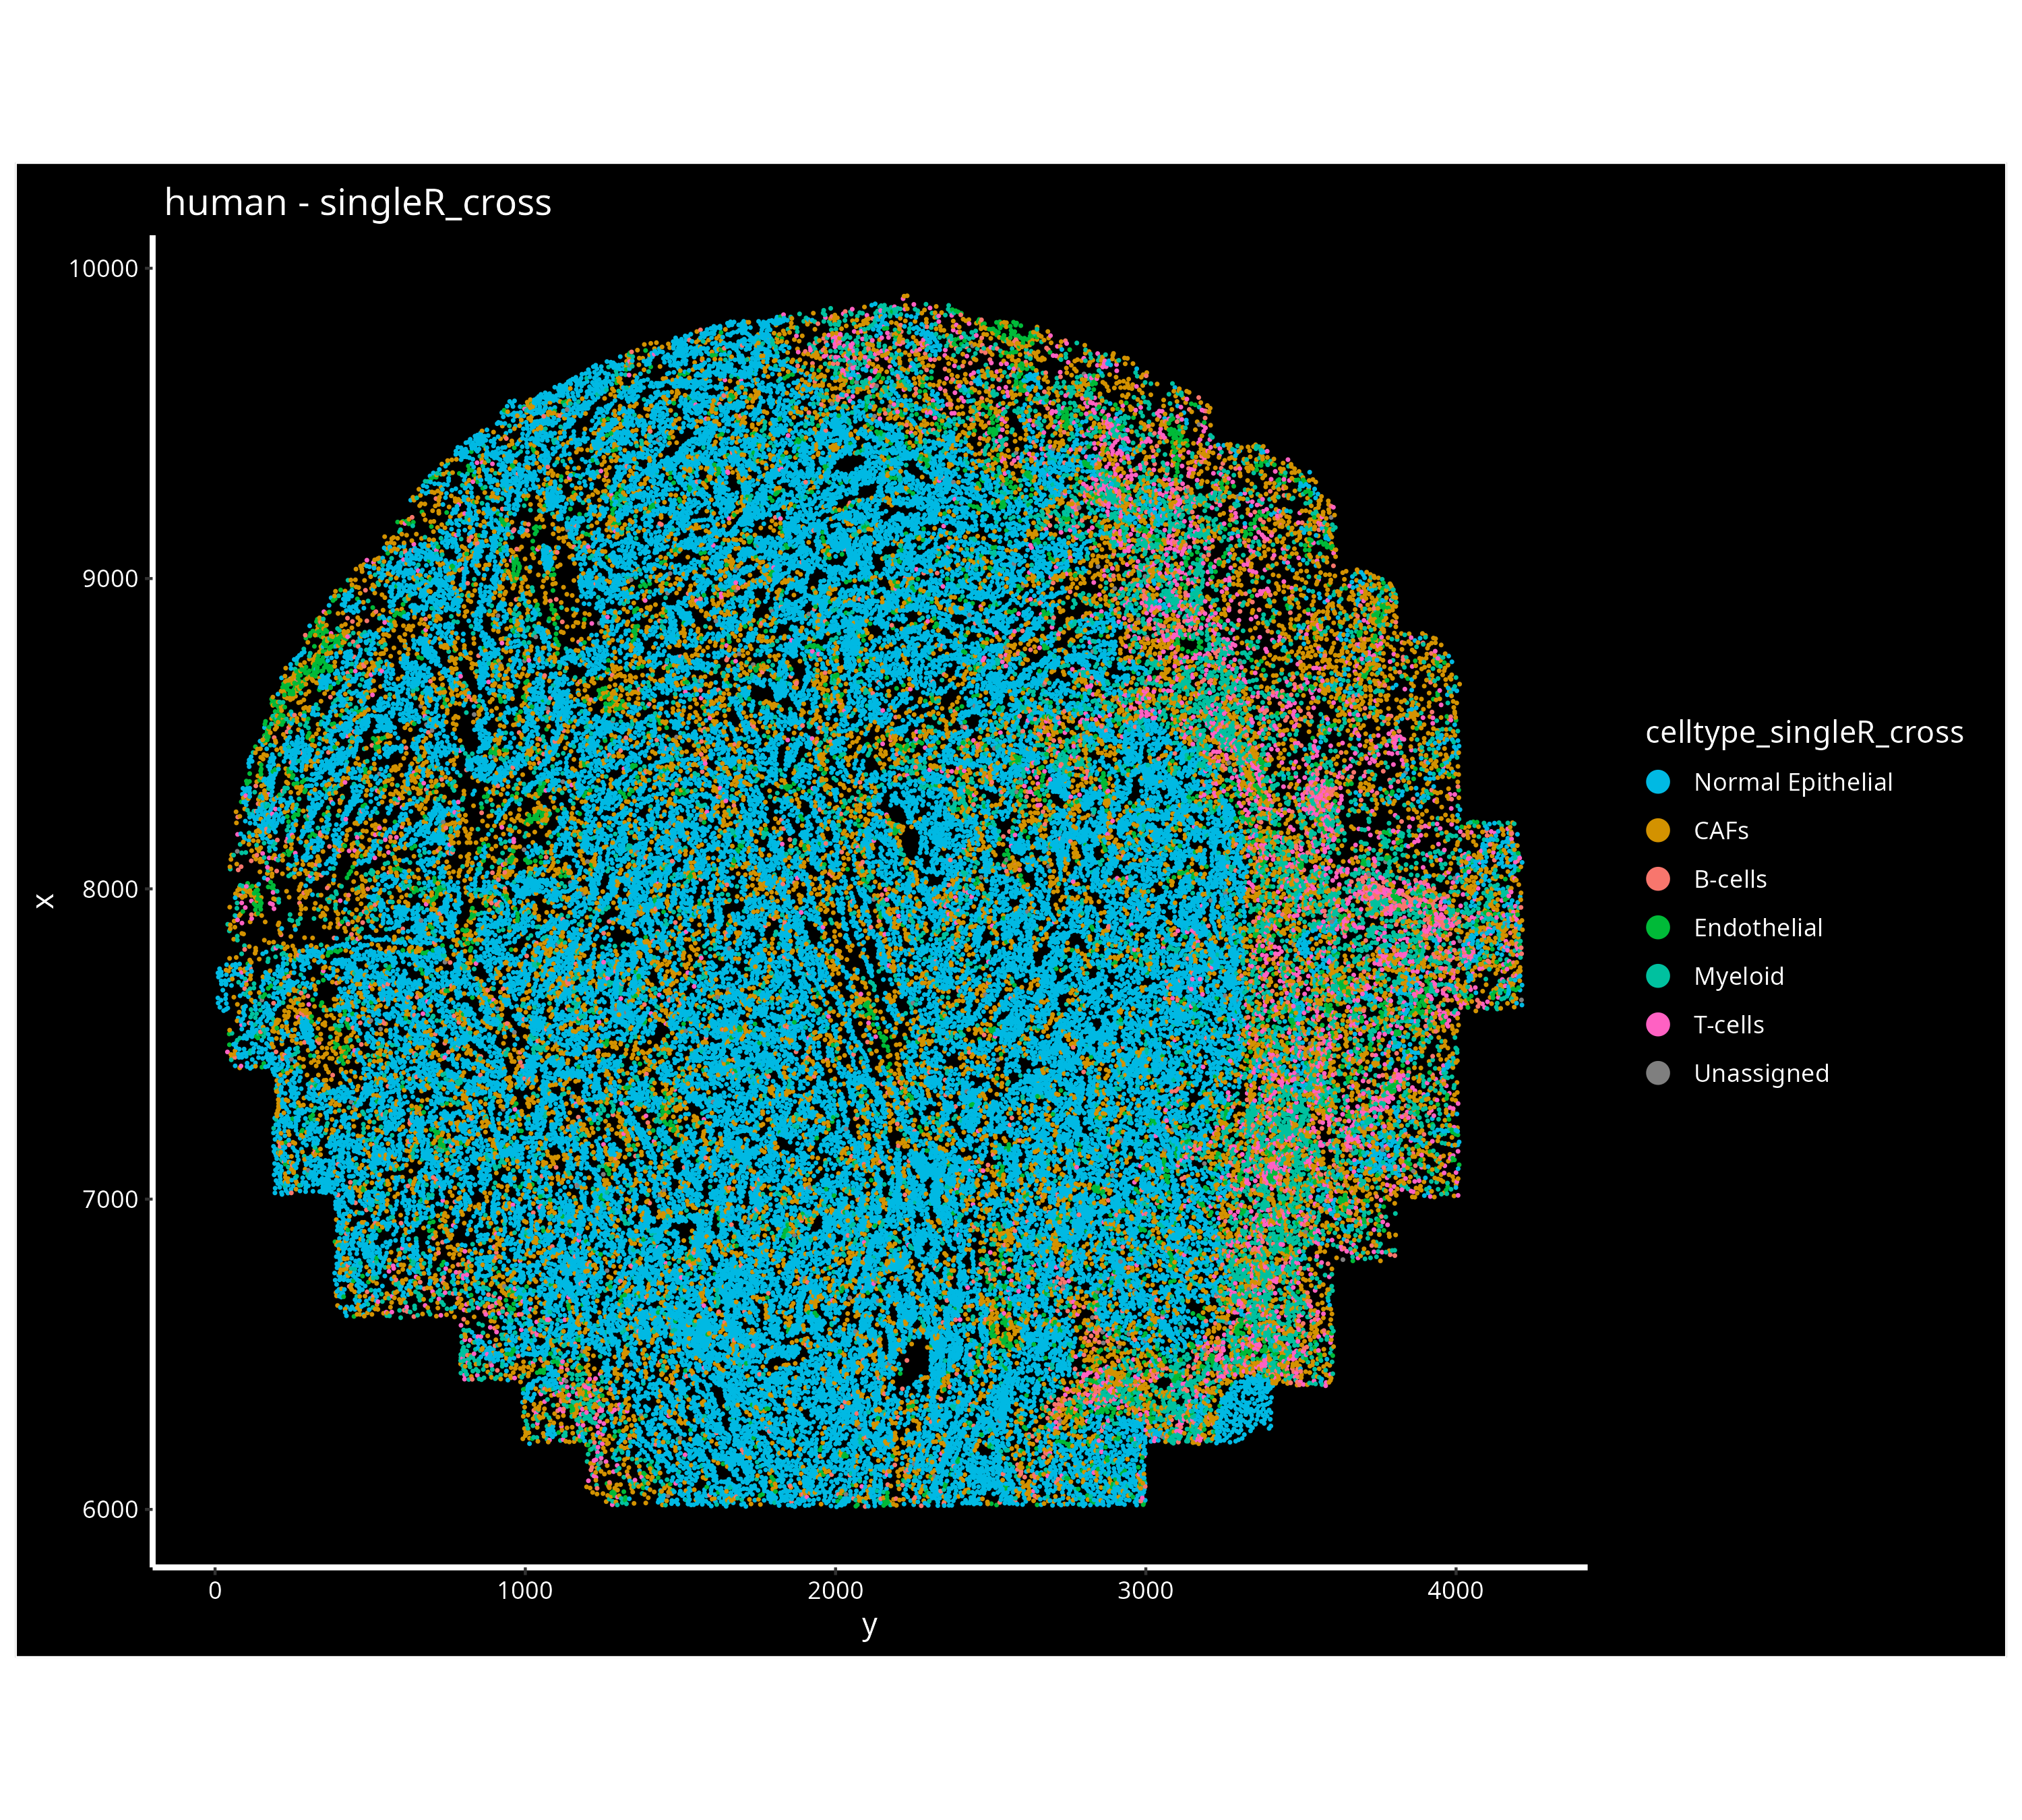 human - singleR_cross
10000
9000
8000
7000
6000
x
0 1000 2000 3000 4000
y
celltype_singleR_cross
Normal Epithelial
CAFs
B-cells
Endothelial
Myeloid
T-cells
Unassigned